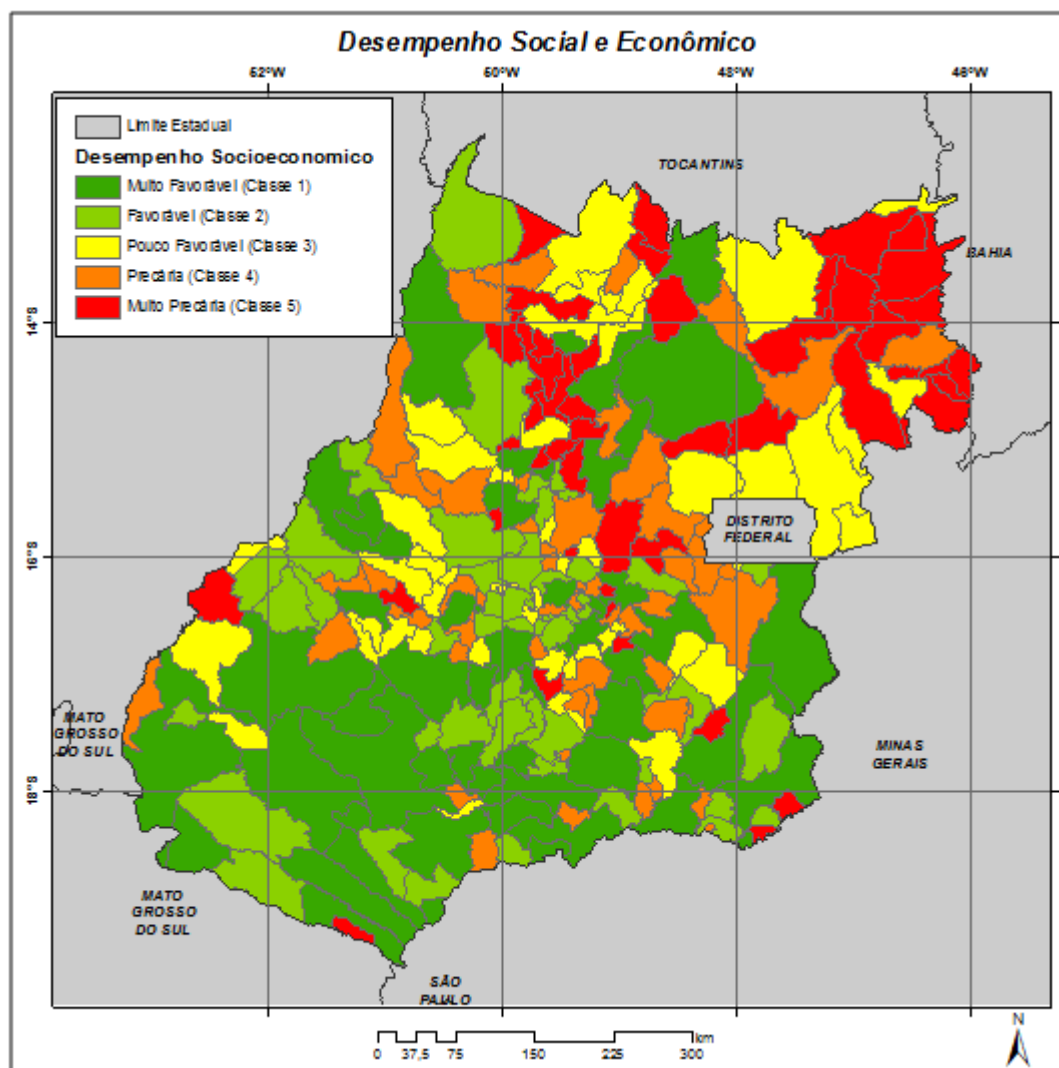 Desempenho Social e Econômico
52°W
50°W
48°W
46°W
Limite Estadual
Desempenho Socioeconomico
Muito Favorável (Classe 1)
Favorável (Classe 2)
Pouco Favorável (Classe 3)
Precária (Classe 4)
Muito Precária (Classe 5)
TOCANTINS
BAHIA
14°S
DISTRITO
FEDERAL
16°S
MATO
GROSSO
DO SUL
MINAS
GERAIS
18°S
MATO
GROSSO
DO SUL
SÃO
PAULO
N
km
0 37,5 75 150 225 300